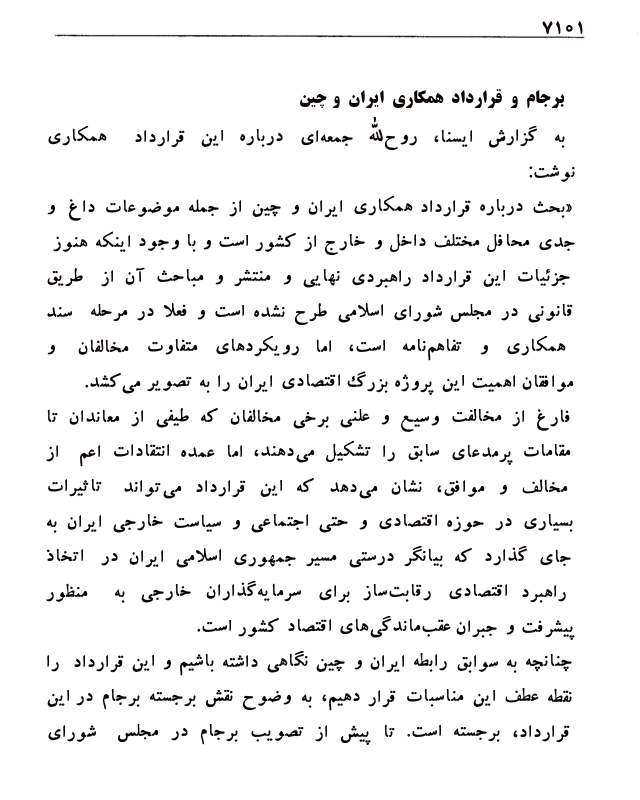 ۷۱۰۱
برجام و قرارداد همکاری ایران و چین
به گزارش ایسنا، روح‌الله جمعه‌ای درباره این قرارداد همکاری
نوشت:
«بحث درباره قرارداد همکاری ایران و چین از جمله موضوعات داغ و
جدی محافل مختلف داخل و خارج از کشور است و با وجود اینکه هنوز
جزئیات این قرارداد راهبردی نهایی و منتشر و مباحث آن از طریق
قانونی در مجلس شورای اسلامی طرح نشده است و فعلا در مرحله سند
همکاری و تفاهم‌نامه است، اما رویکردهای متفاوت مخالفان و
موافقان اهمیت این پروژه بزرگ اقتصادی ایران را به تصویر می‌کشد.
فارغ از مخالفت وسیع و علنی برخی مخالفان که طیفی از معاندان تا
مقامات پرمدعای سابق را تشکیل می‌دهند، اما عمده انتقادات اعم از
مخالف و موافق، نشان می‌دهد که این قرارداد می‌تواند تاثیرات
بسیاری در حوزه اقتصادی و حتی اجتماعی و سیاست خارجی ایران به
جای گذارد که بیانگر درستی مسیر جمهوری اسلامی ایران در اتخاذ
راهبرد اقتصادی رقابت‌ساز برای سرمایه‌گذاران خارجی به منظور
پیشرفت و جبران عقب‌ماندگی‌های اقتصاد کشور است.
چنانچه به سوابق رابطه ایران و چین نگاهی داشته باشیم و این قرارداد را
نقطه عطف این مناسبات قرار دهیم، به وضوح نقش برجسته برجام در این
قرارداد، برجسته است. تا پیش از تصویب برجام در مجلس شورای